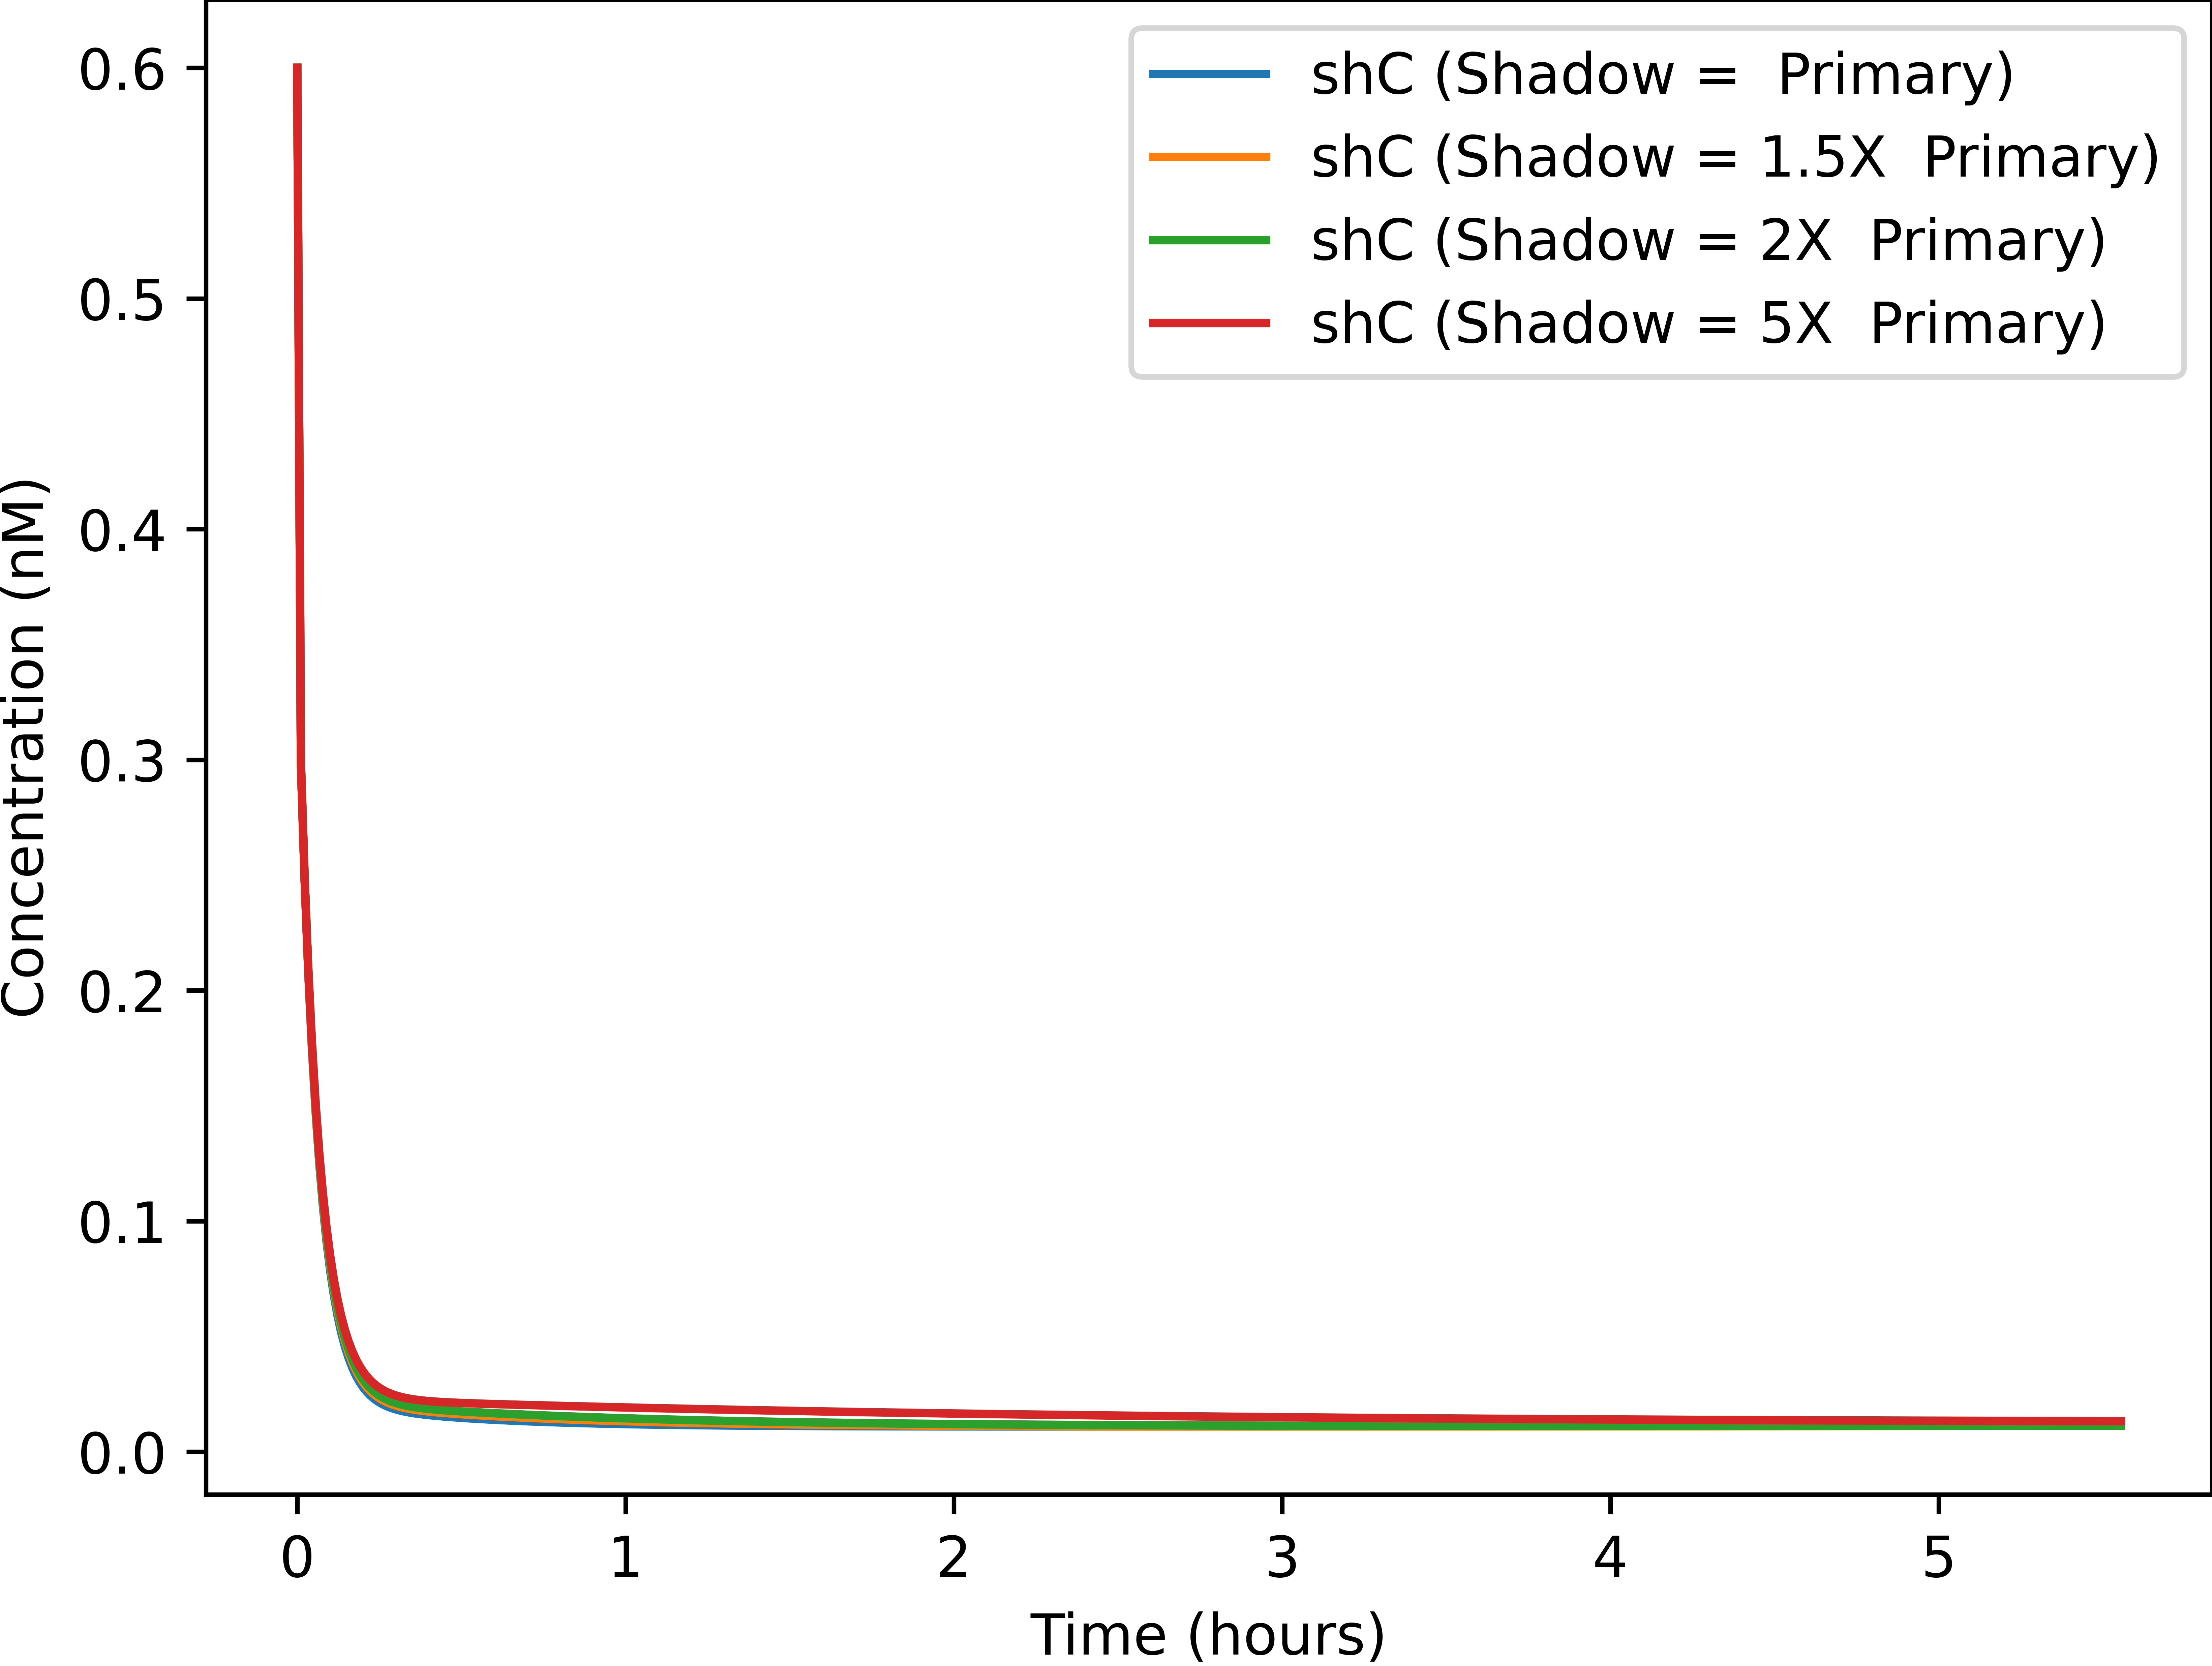 shC (Shadow =  Primary)
shC (Shadow = 1.5X  Primary)
shC (Shadow = 2X  Primary)
shC (Shadow = 5X  Primary)
Concentration (nM)
0.6
0.5
0.4
0.3
0.2
0.1
0.0
0 1 2 3 4 5
Time (hours)